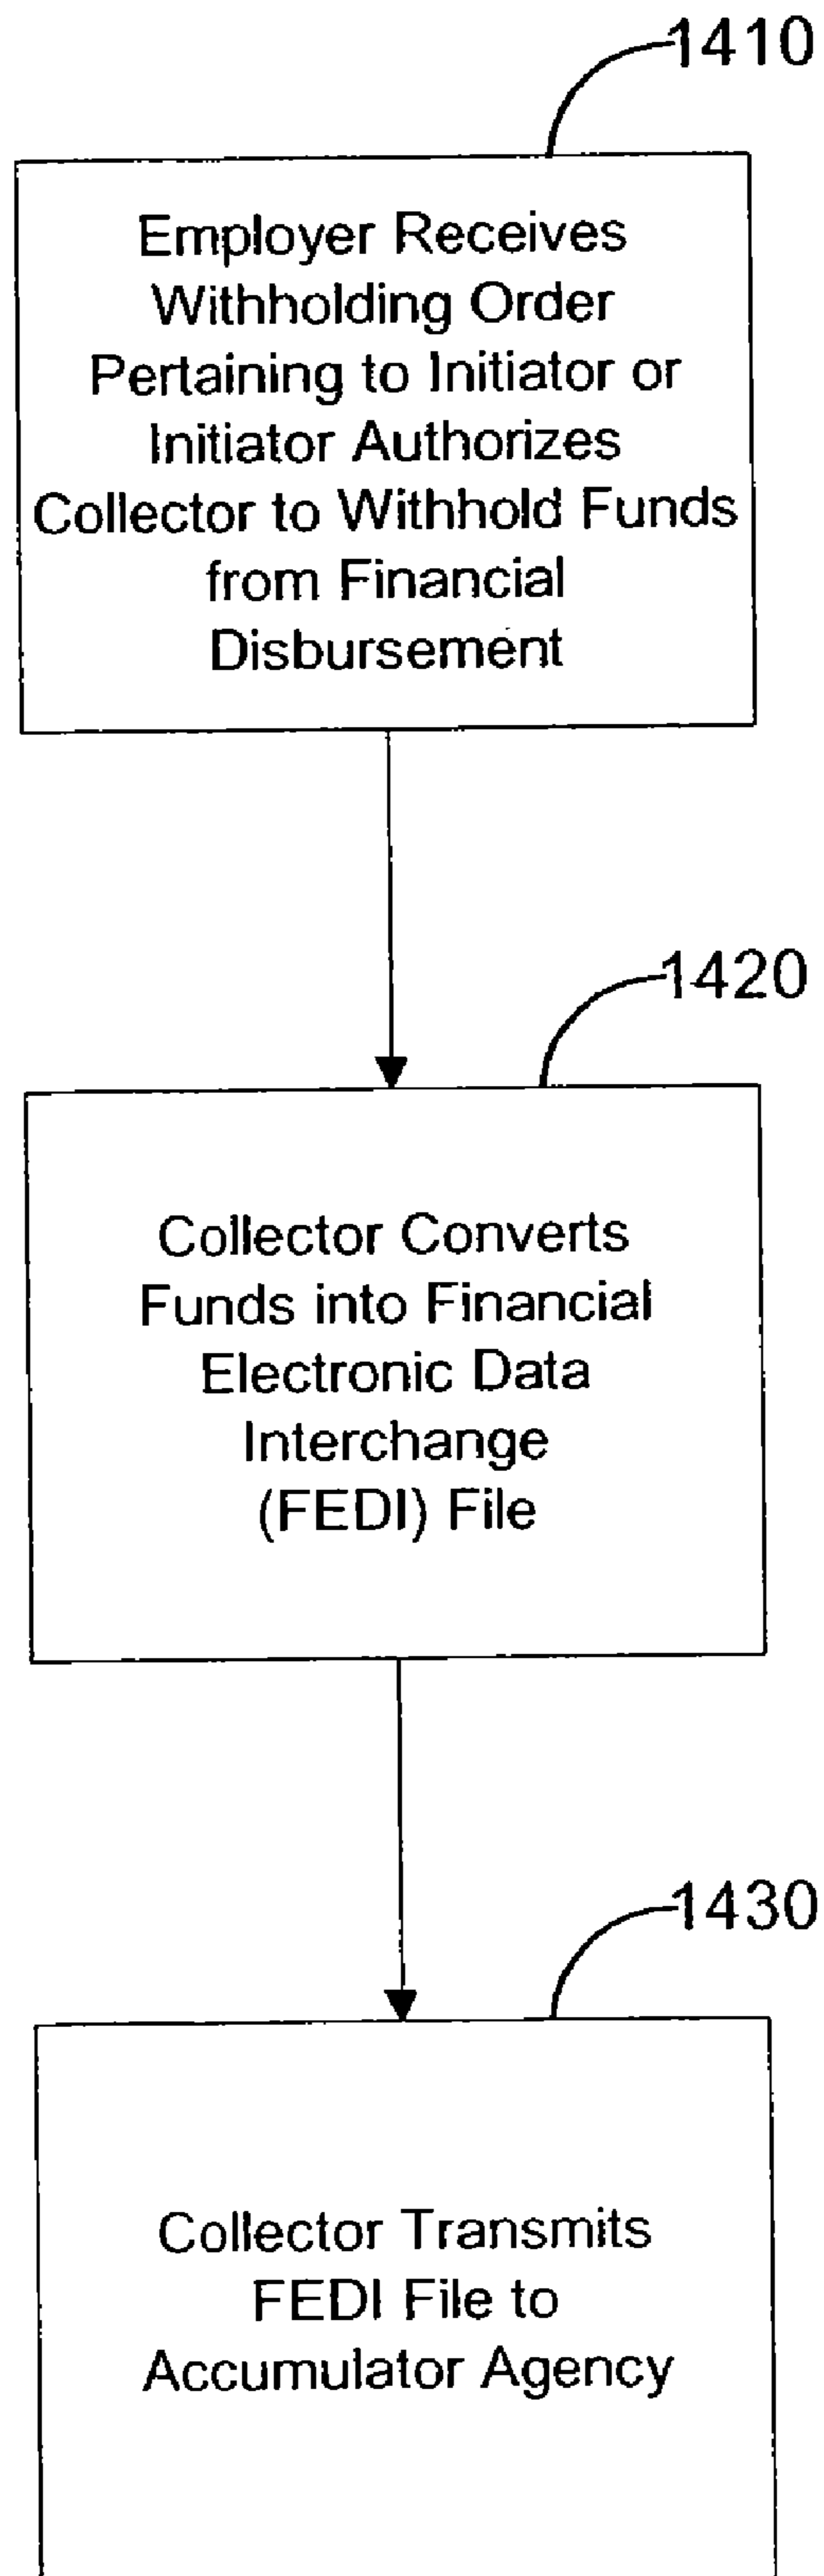 1410
Employer Receives
Withholding Order
Pertaining to Initiator or
Initiator Authorizes
Collector to Withhold Funds
from Financial
Disbursement
1420
Collector Converts
Funds into Financial
Electronic Data
Interchange
(FEDI) File
1430
Collector Transmits
FEDI File to
Accumulator Agency